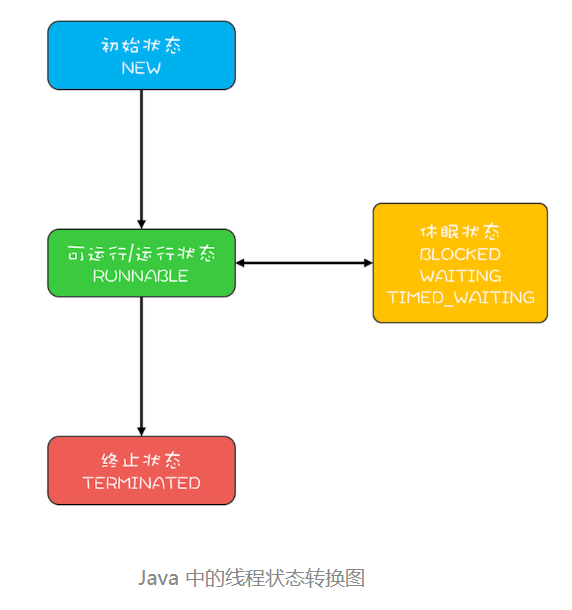 初始状态
NEW
可运行/运行状态
RUNNABLE
休眠状态
BLOCKED
WAITING
TIMED_WAITING
终止状态
TERMINATED
Java 中的线程状态转换图